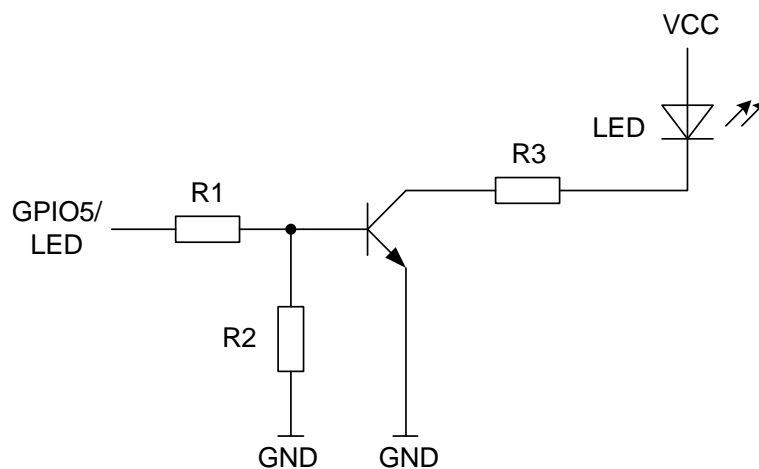 VCC
LED
R3
R1
GPIO5/
LED
R2
GND
GND